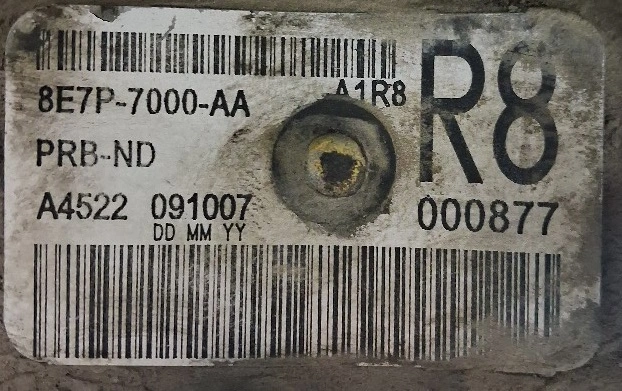 8E7P-7000-AA A1R8
R8
PRB-ND
A4522 091007 000877
DD MM YY